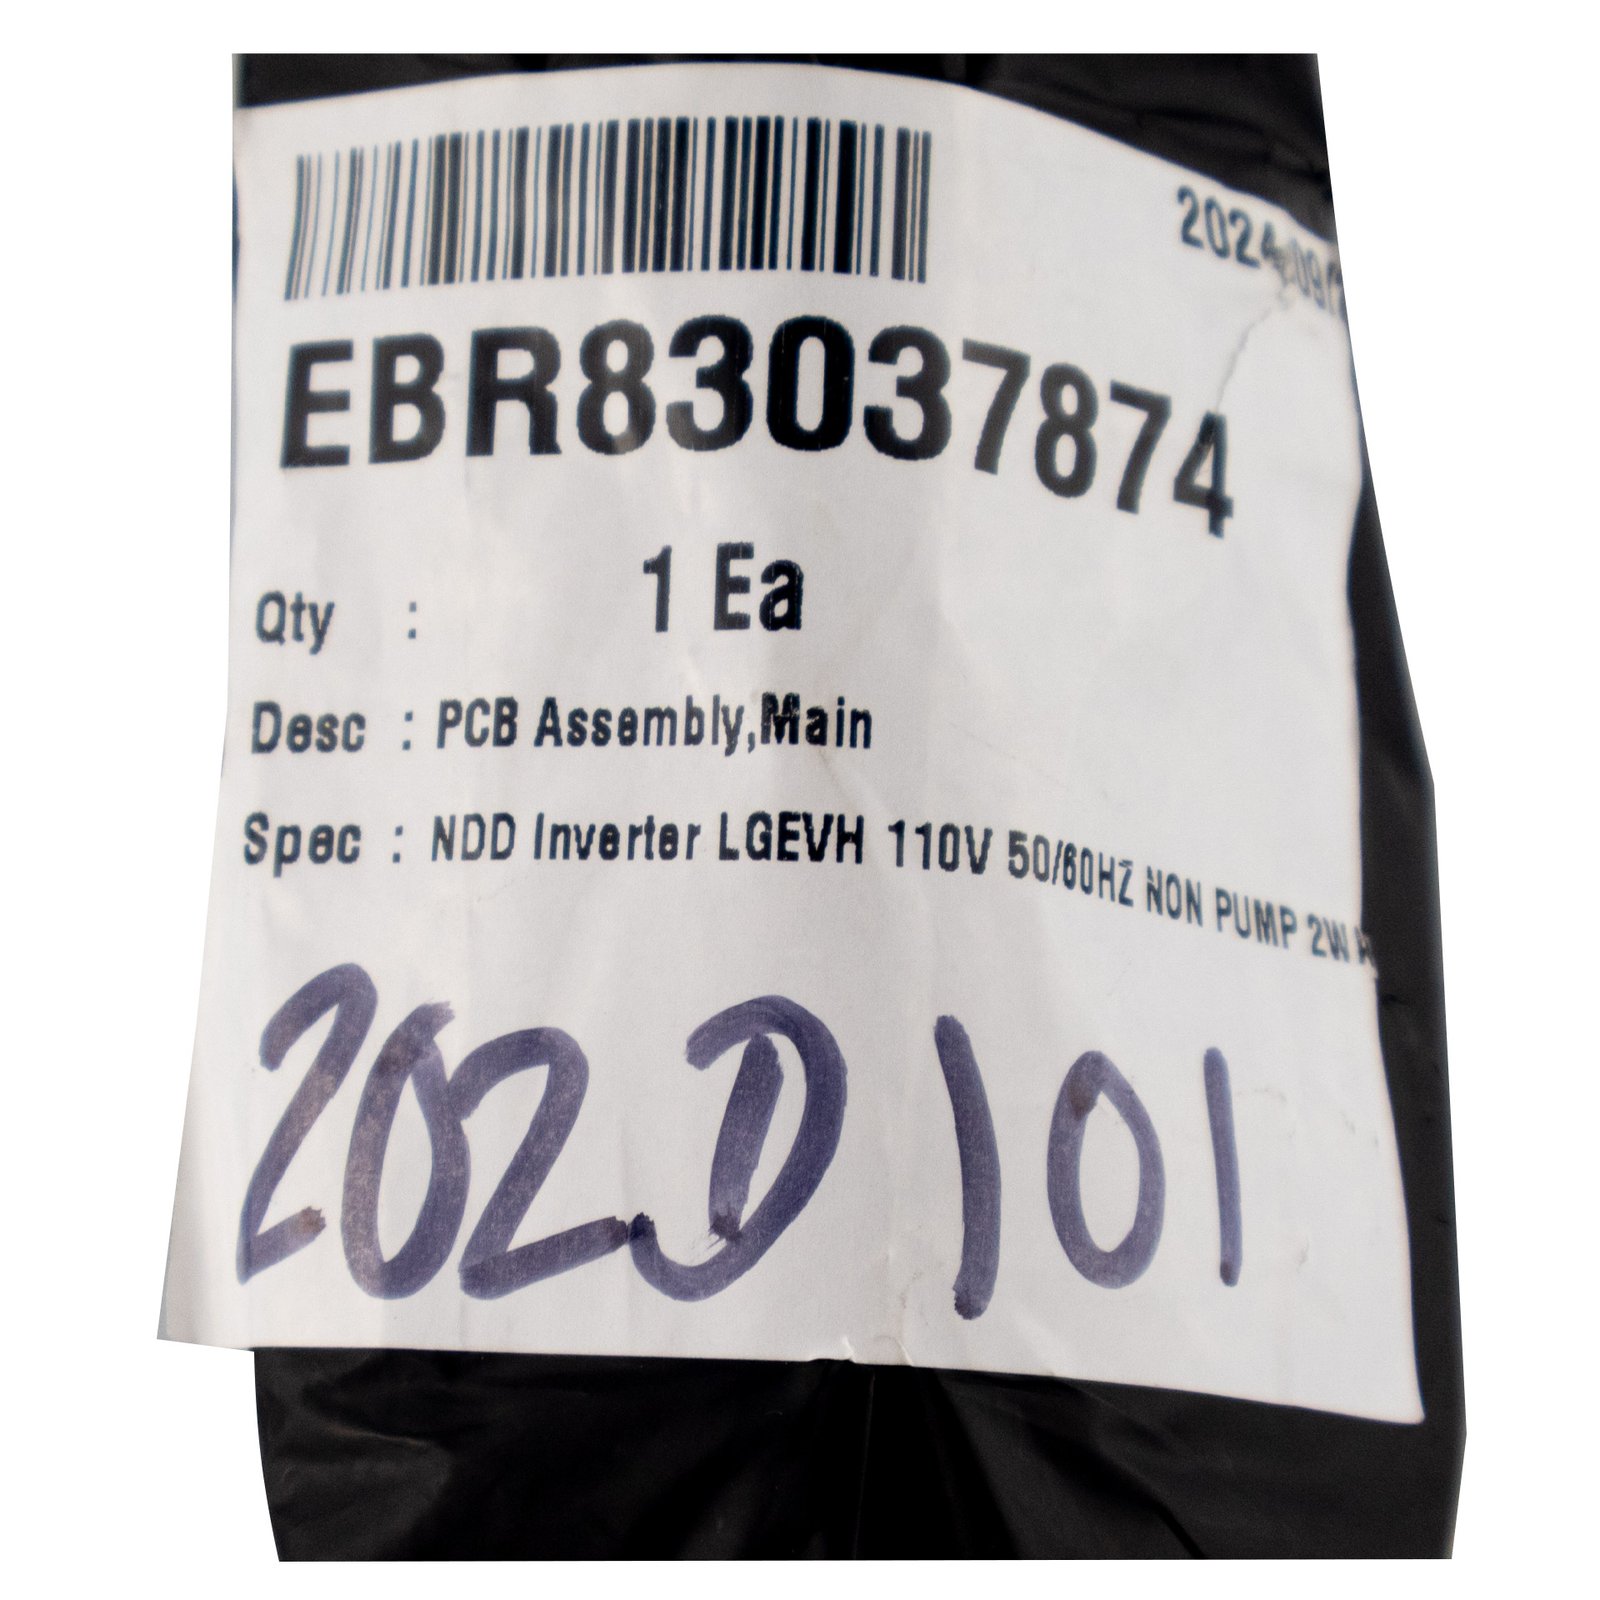 2024/09/
EBR83037874
Qty : 1 Ea
Desc : PCB Assembly,Main
Spec : NDD Inverter LGEVH 110V 50/60HZ NON PUMP 2W
202D 101